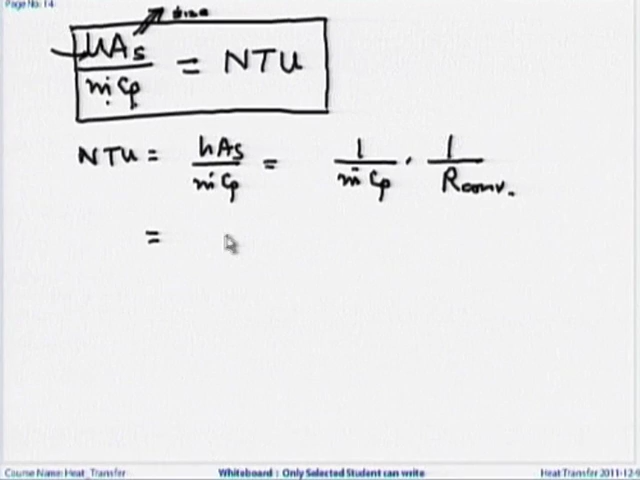 Page No: 14
size
hAs / ṁ Cp = NTU
NTU = hAs / ṁ Cp = 1 / ṁ Cp . 1 / Rconv.
=
Course Name: Heat_Transfer Whiteboard : Only Selected Student can write Heat Transfer 2011-12-